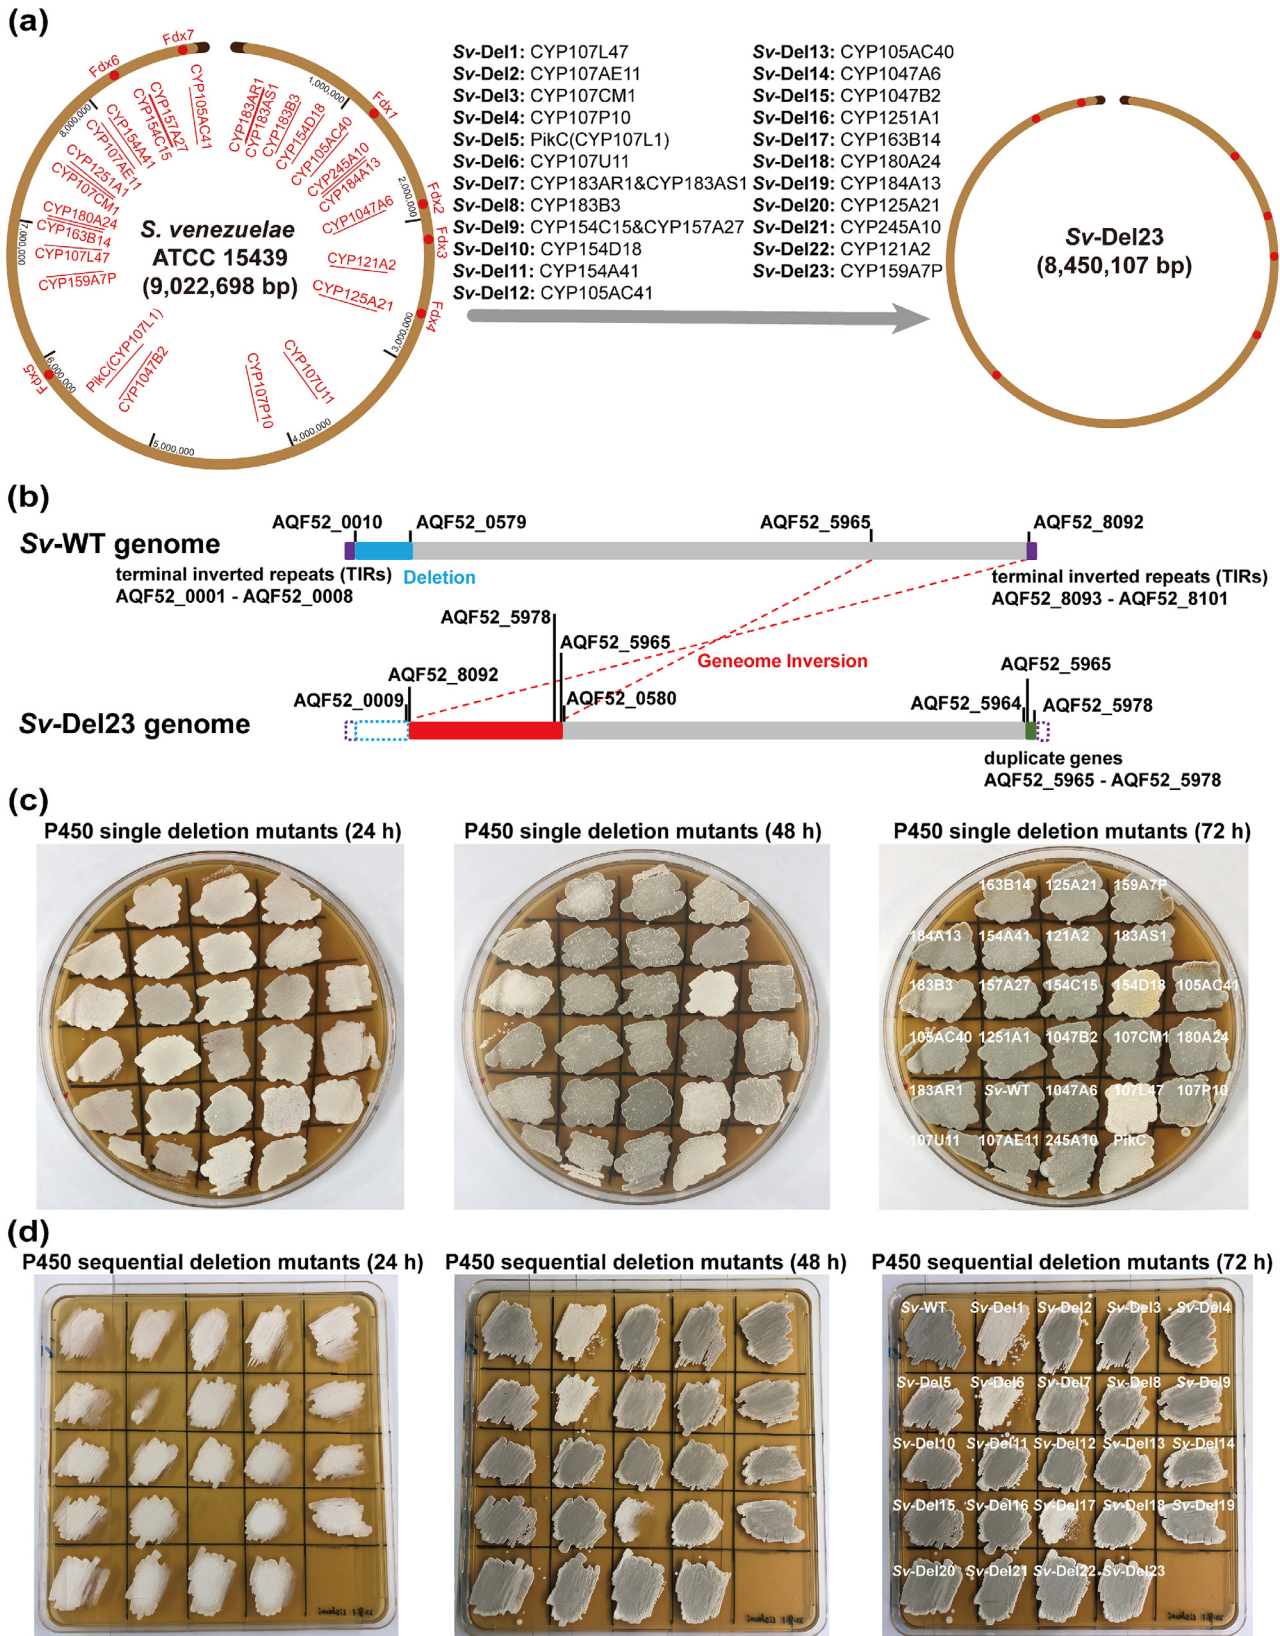 (a)
Fdx7
Fdx6
Fdx1
Fdx2
Fdx3
Fdx4
Fdx5
1,000,000
2,000,000
3,000,000
4,000,000
5,000,000
6,000,000
7,000,000
8,000,000
CYP183AR1
CYP183AS1
CYP183B3
CYP154D18
CYP105AC40
CYP245A10
CYP184A13
CYP1047A6
CYP121A2
CYP125A21
CYP107U11
CYP107P10
CYP1047B2
PikC(CYP107L1)
CYP159A7P
CYP107L47
CYP163B14
CYP180A24
CYP107CM1
CYP1251A1
CYP107AE11
CYP154A41
CYP154C15
CYP157A27
CYP105AC41
S. venezuelae
ATCC 15439
(9,022,698 bp)
Sv-Del1: CYP107L47
Sv-Del2: CYP107AE11
Sv-Del3: CYP107CM1
Sv-Del4: CYP107P10
Sv-Del5: PikC(CYP107L1)
Sv-Del6: CYP107U11
Sv-Del7: CYP183AR1&CYP183AS1
Sv-Del8: CYP183B3
Sv-Del9: CYP154C15&CYP157A27
Sv-Del10: CYP154D18
Sv-Del11: CYP154A41
Sv-Del12: CYP105AC41
Sv-Del13: CYP105AC40
Sv-Del14: CYP1047A6
Sv-Del15: CYP1047B2
Sv-Del16: CYP1251A1
Sv-Del17: CYP163B14
Sv-Del18: CYP180A24
Sv-Del19: CYP184A13
Sv-Del20: CYP125A21
Sv-Del21: CYP245A10
Sv-Del22: CYP121A2
Sv-Del23: CYP159A7P
Sv-Del23
(8,450,107 bp)
(b)
AQF52_0010 AQF52_0579 AQF52_5965 AQF52_8092
Sv-WT genome
terminal inverted repeats (TIRs)
AQF52_0001 - AQF52_0008
Deletion
terminal inverted repeats (TIRs)
AQF52_8093 - AQF52_8101
AQF52_5978
AQF52_5965
Geneome Inversion
AQF52_8092
AQF52_5965
AQF52_0009
AQF52_0580
AQF52_5964
AQF52_5978
Sv-Del23 genome
duplicate genes
AQF52_5965 - AQF52_5978
(c)
P450 single deletion mutants (24 h)
P450 single deletion mutants (48 h)
P450 single deletion mutants (72 h)
163B14 125A21 159A7P
184A13 154A41 121A2 183AS1
183B3 157A27 154C15 154D18 105AC41
105AC40 1251A1 1047B2 107CM1 180A24
183AR1 Sv-WT 1047A6 107L47 107P10
107U11 107AE11 245A10 PikC
(d)
P450 sequential deletion mutants (24 h)
P450 sequential deletion mutants (48 h)
P450 sequential deletion mutants (72 h)
Sv-WT Sv-Del1 Sv-Del2 Sv-Del3 Sv-Del4
Sv-Del5 Sv-Del6 Sv-Del7 Sv-Del8 Sv-Del9
Sv-Del10 Sv-Del11 Sv-Del12 Sv-Del13 Sv-Del14
Sv-Del15 Sv-Del16 Sv-Del17 Sv-Del18 Sv-Del19
Sv-Del20 Sv-Del21 Sv-Del22 Sv-Del23